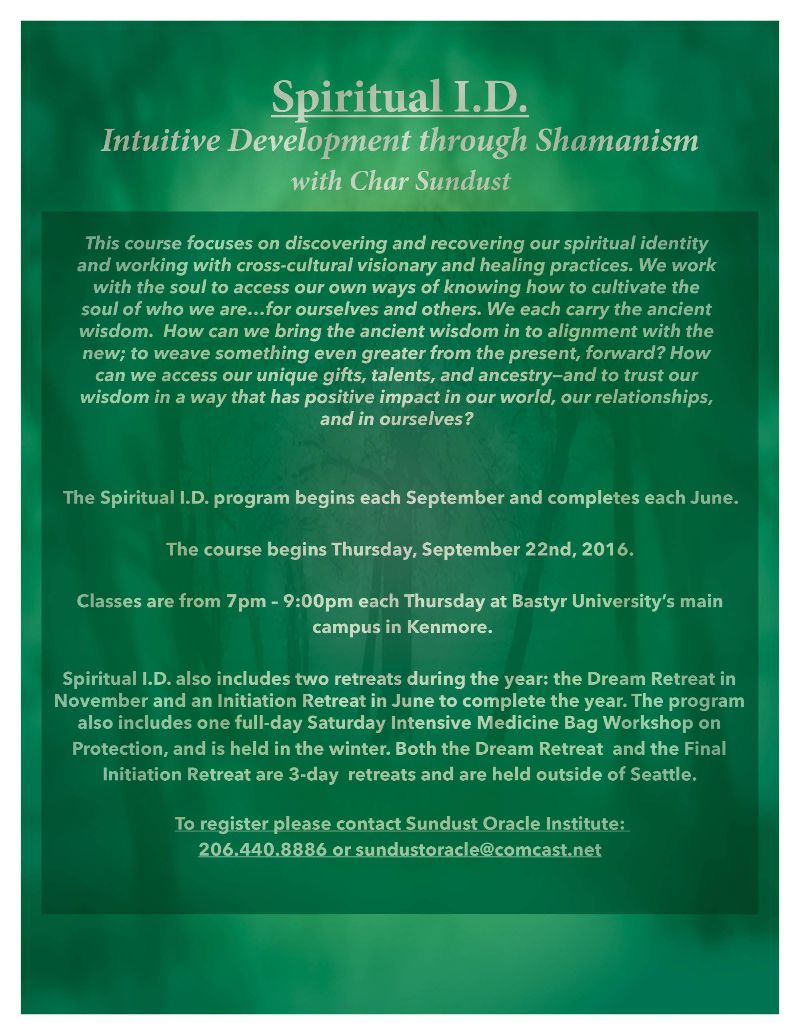 Spiritual I.D.
Intuitive Development through Shamanism
with Char Sundust
This course focuses on discovering and recovering our spiritual identity
and working with cross-cultural visionary and healing practices. We work
with the soul to access our own ways of knowing how to cultivate the
soul of who we are...for ourselves and others. We each carry the ancient
wisdom.  How can we bring the ancient wisdom in to alignment with the
new; to weave something even greater from the present, forward? How
can we access our unique gifts, talents, and ancestry—and to trust our
wisdom in a way that has positive impact in our world, our relationships,
and in ourselves?
The Spiritual I.D. program begins each September and completes each June.
The course begins Thursday, September 22nd, 2016.
Classes are from 7pm – 9:00pm each Thursday at Bastyr University's main
campus in Kenmore.
Spiritual I.D. also includes two retreats during the year: the Dream Retreat in
November and an Initiation Retreat in June to complete the year. The program
also includes one full-day Saturday Intensive Medicine Bag Workshop on
Protection, and is held in the winter. Both the Dream Retreat  and the Final
Initiation Retreat are 3-day  retreats and are held outside of Seattle.
To register please contact Sundust Oracle Institute:
206.440.8886 or sundustoracle@comcast.net